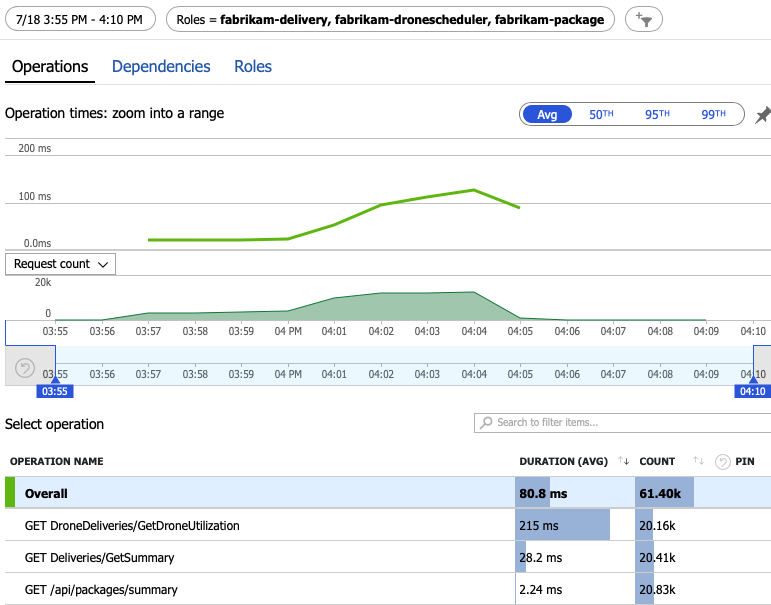 7/18 3:55 PM - 4:10 PM Roles = fabrikam-delivery, fabrikam-dronescheduler, fabrikam-package
Operations Dependencies Roles
Operation times: zoom into a range Avg 50TH 95TH 99TH
200 ms
100 ms
0.0ms
Request count
20k
0
03:55 03:56 03:57 03:58 03:59 04 PM 04:01 04:02 04:03 04:04 04:05 04:06 04:07 04:08 04:09 04:10
03:55 03:56 03:57 03:58 03:59 04 PM 04:01 04:02 04:03 04:04 04:05 04:06 04:07 04:08 04:09 04:10
03:55 04:10
Select operation Search to filter items...
OPERATION NAME DURATION (AVG) COUNT PIN
Overall 80.8 ms 61.40k
GET DroneDeliveries/GetDroneUtilization 215 ms 20.16k
GET Deliveries/GetSummary 28.2 ms 20.41k
GET /api/packages/summary 2.24 ms 20.83k